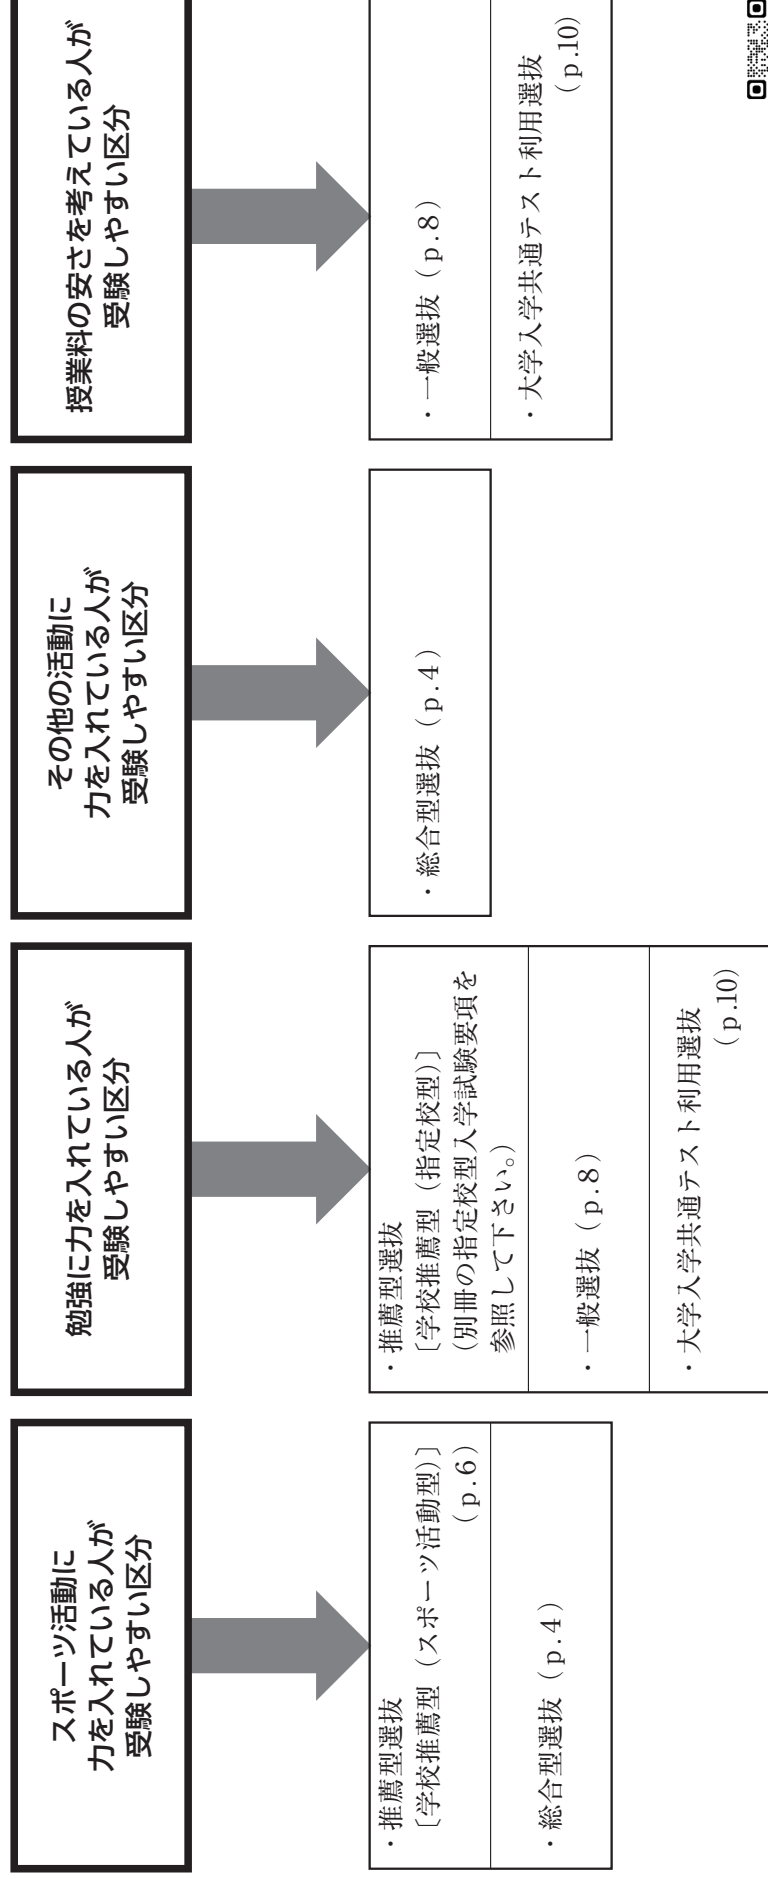 スポーツ活動に
力を入れている人が
受験しやすい区分
・推薦型選抜
〔学校推薦型（スポーツ活動型）〕
（p.6）
・総合型選抜（p.4）
勉強に力を入れている人が
受験しやすい区分
・推薦型選抜
〔学校推薦型（指定校型）〕
（別冊の指定校型入学試験要項を
参照して下さい。）
・一般選抜（p.8）
・大学入学共通テスト利用選抜
（p.10）
その他の活動に
力を入れている人が
受験しやすい区分
・総合型選抜（p.4）
授業料の安さを考えている人が
受験しやすい区分
・一般選抜（p.8）
・大学入学共通テスト利用選抜
（p.10）